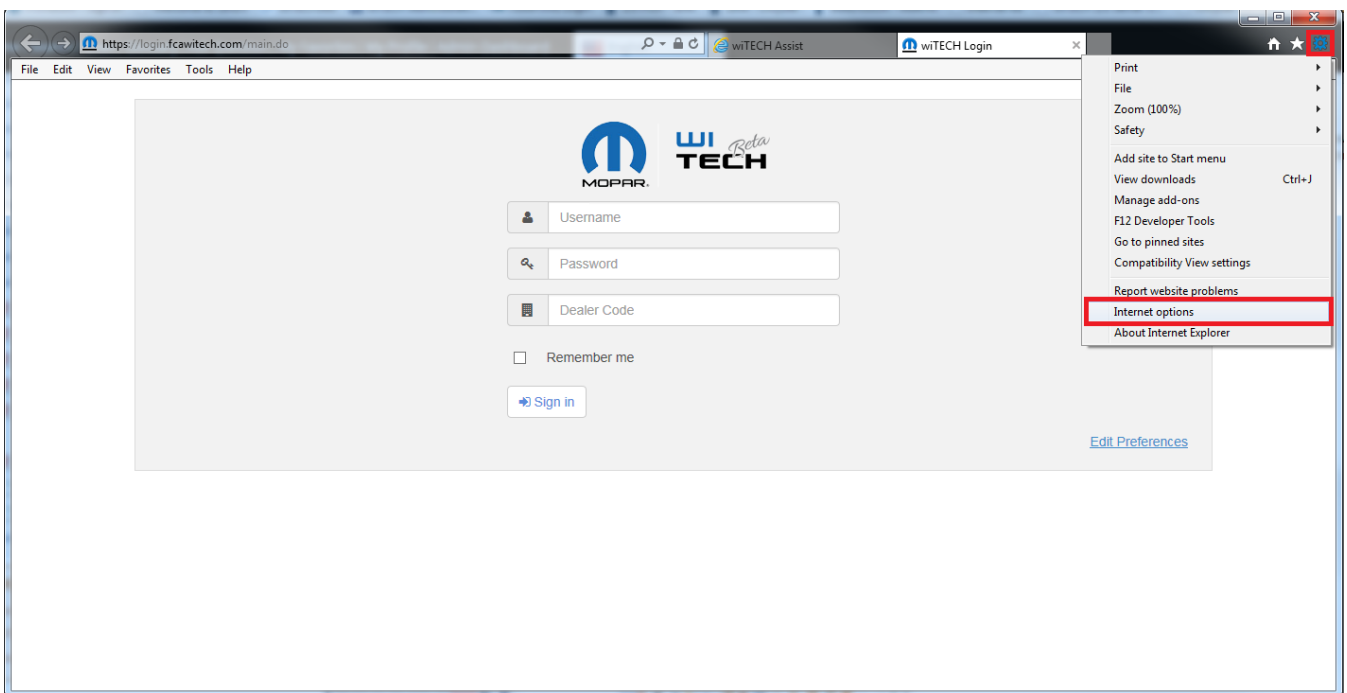 https://login.fcawitech.com/main.do
wiTECH Assist
wiTECH Login
File Edit View Favorites Tools Help
Print
File
Zoom (100%)
Safety
Add site to Start menu
View downloads Ctrl+J
Manage add-ons
F12 Developer Tools
Go to pinned sites
Compatibility View settings
Report website problems
Internet options
About Internet Explorer
MOPAR.
WI Beta
TECH
Username
Password
Dealer Code
Remember me
Sign in
Edit Preferences